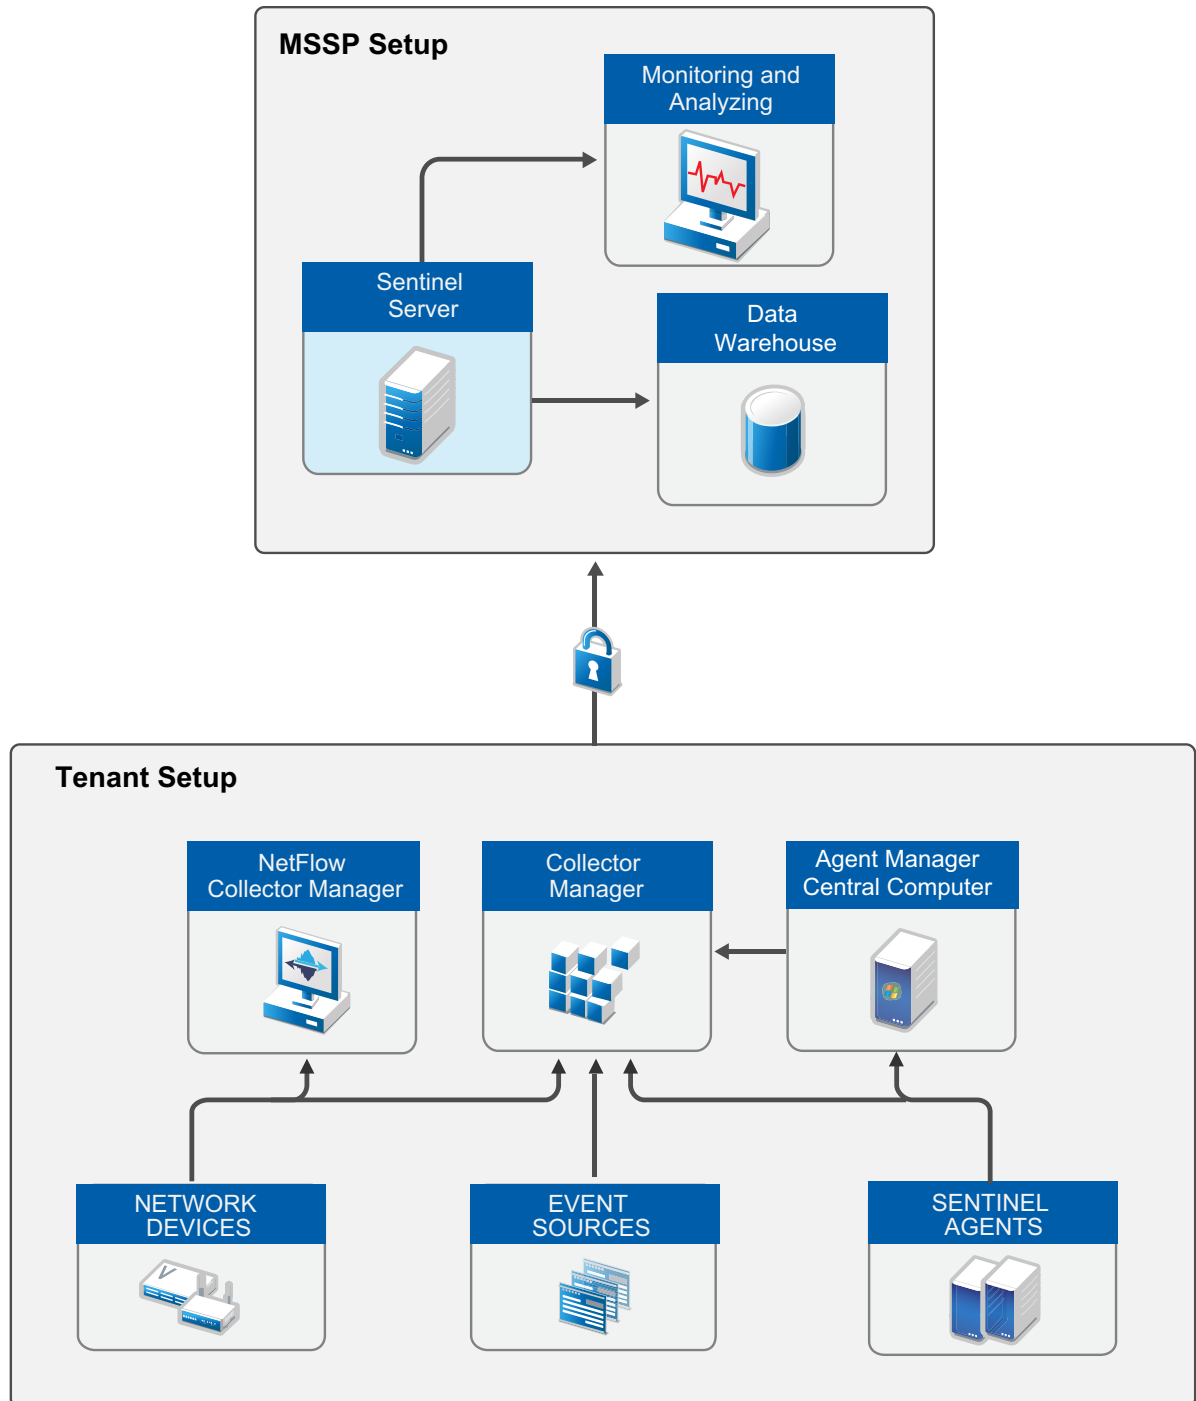 MSSP Setup
Monitoring and
Analyzing
Sentinel
Server
Data
Warehouse
Tenant Setup
NetFlow
Collector Manager
Collector
Manager
Agent Manager
Central Computer
NETWORK
DEVICES
EVENT
SOURCES
SENTINEL
AGENTS